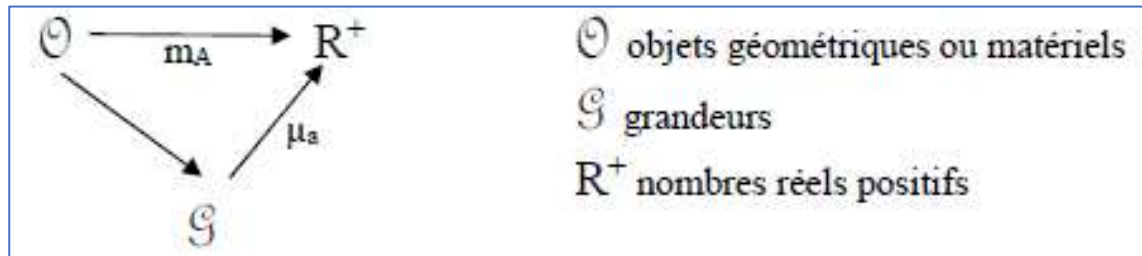 𝒪 m_A R⁺
μ_a
𝒢
𝒪 objets géométriques ou matériels
𝒢 grandeurs
R⁺ nombres réels positifs